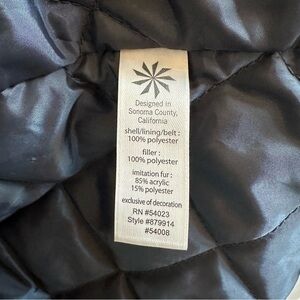 Designed in
Sonoma County,
California
shell/lining/belt :
100% polyester
filler :
100% polyester
imitation fur :
85% acrylic
15% polyester
exclusive of decoration
RN #54023
Style #879914
#54008